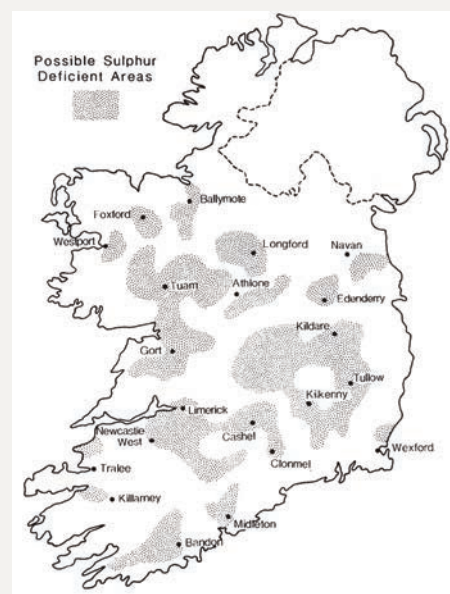 Possible Sulphur
Deficient Areas
Ballymote
Foxford
Westport
Longford
Navan
Tuam
Athlone
Edenderry
Kildare
Gort
Tullow
Kilkenny
Limerick
Newcastle
West
Cashel
Wexford
Clonmel
Tralee
Killarney
Midleton
Bandon